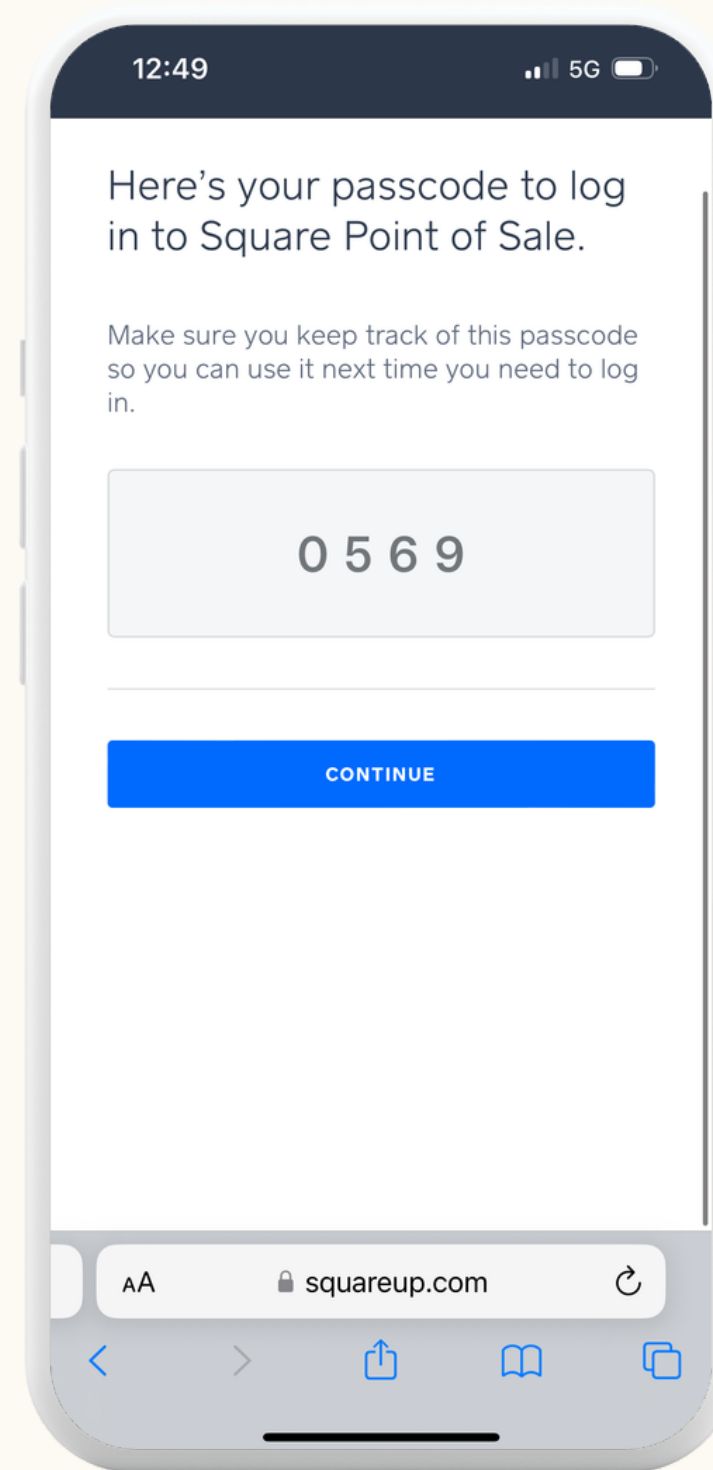 12:49 5G
Here’s your passcode to log
in to Square Point of Sale.
Make sure you keep track of this passcode
so you can use it next time you need to log
in.
0 5 6 9
CONTINUE
AA squareup.com